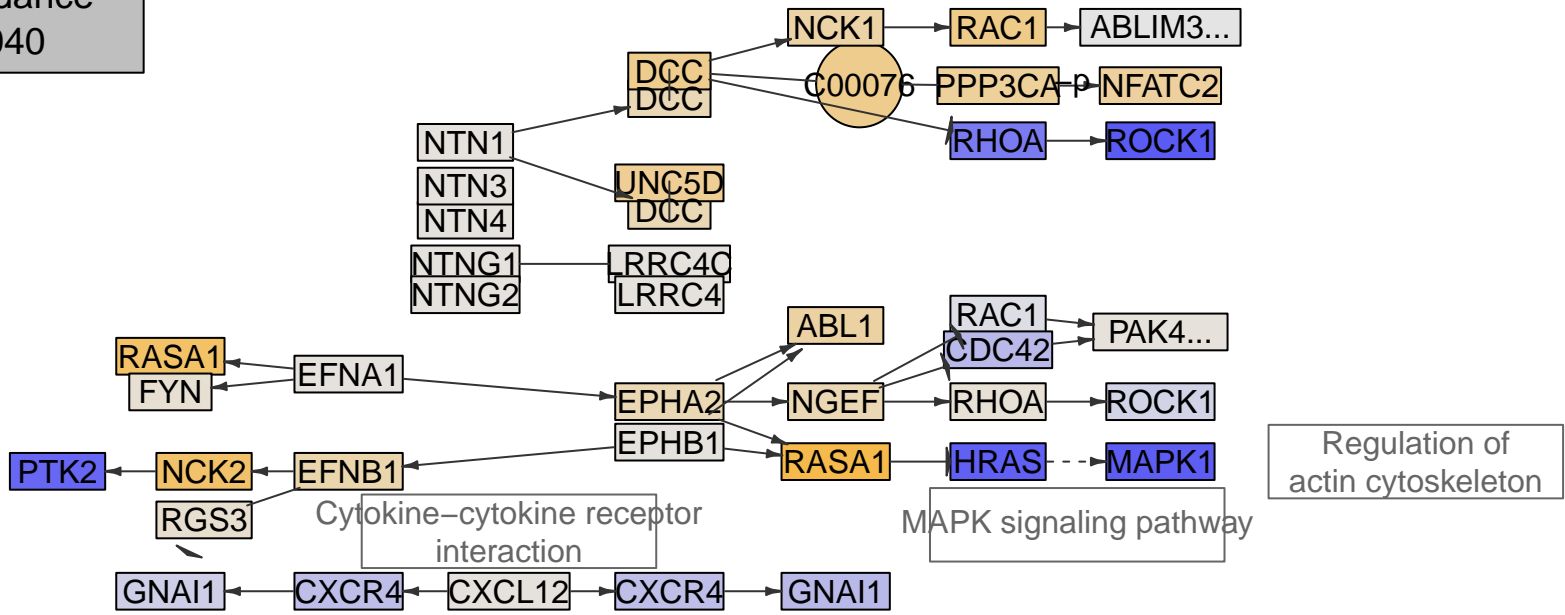 040
NCK1
RAC1
ABLIM3...
DCC
DCC
C00076
PPP3CA
–p
NFATC2
RHOA
ROCK1
NTN1
NTN3
NTN4
UNC5D
DCC
NTNG1
NTNG2
LRRC4C
LRRC4
ABL1
RAC1
CDC42
PAK4...
RASA1
FYN
EFNA1
EPHA2
EPHB1
NGEF
RHOA
ROCK1
PTK2
NCK2
EFNB1
RASA1
HRAS
MAPK1
Regulation of
actin cytoskeleton
RGS3
Cytokine–cytokine receptor
interaction
MAPK signaling pathway
GNAI1
CXCR4
CXCL12
CXCR4
GNAI1